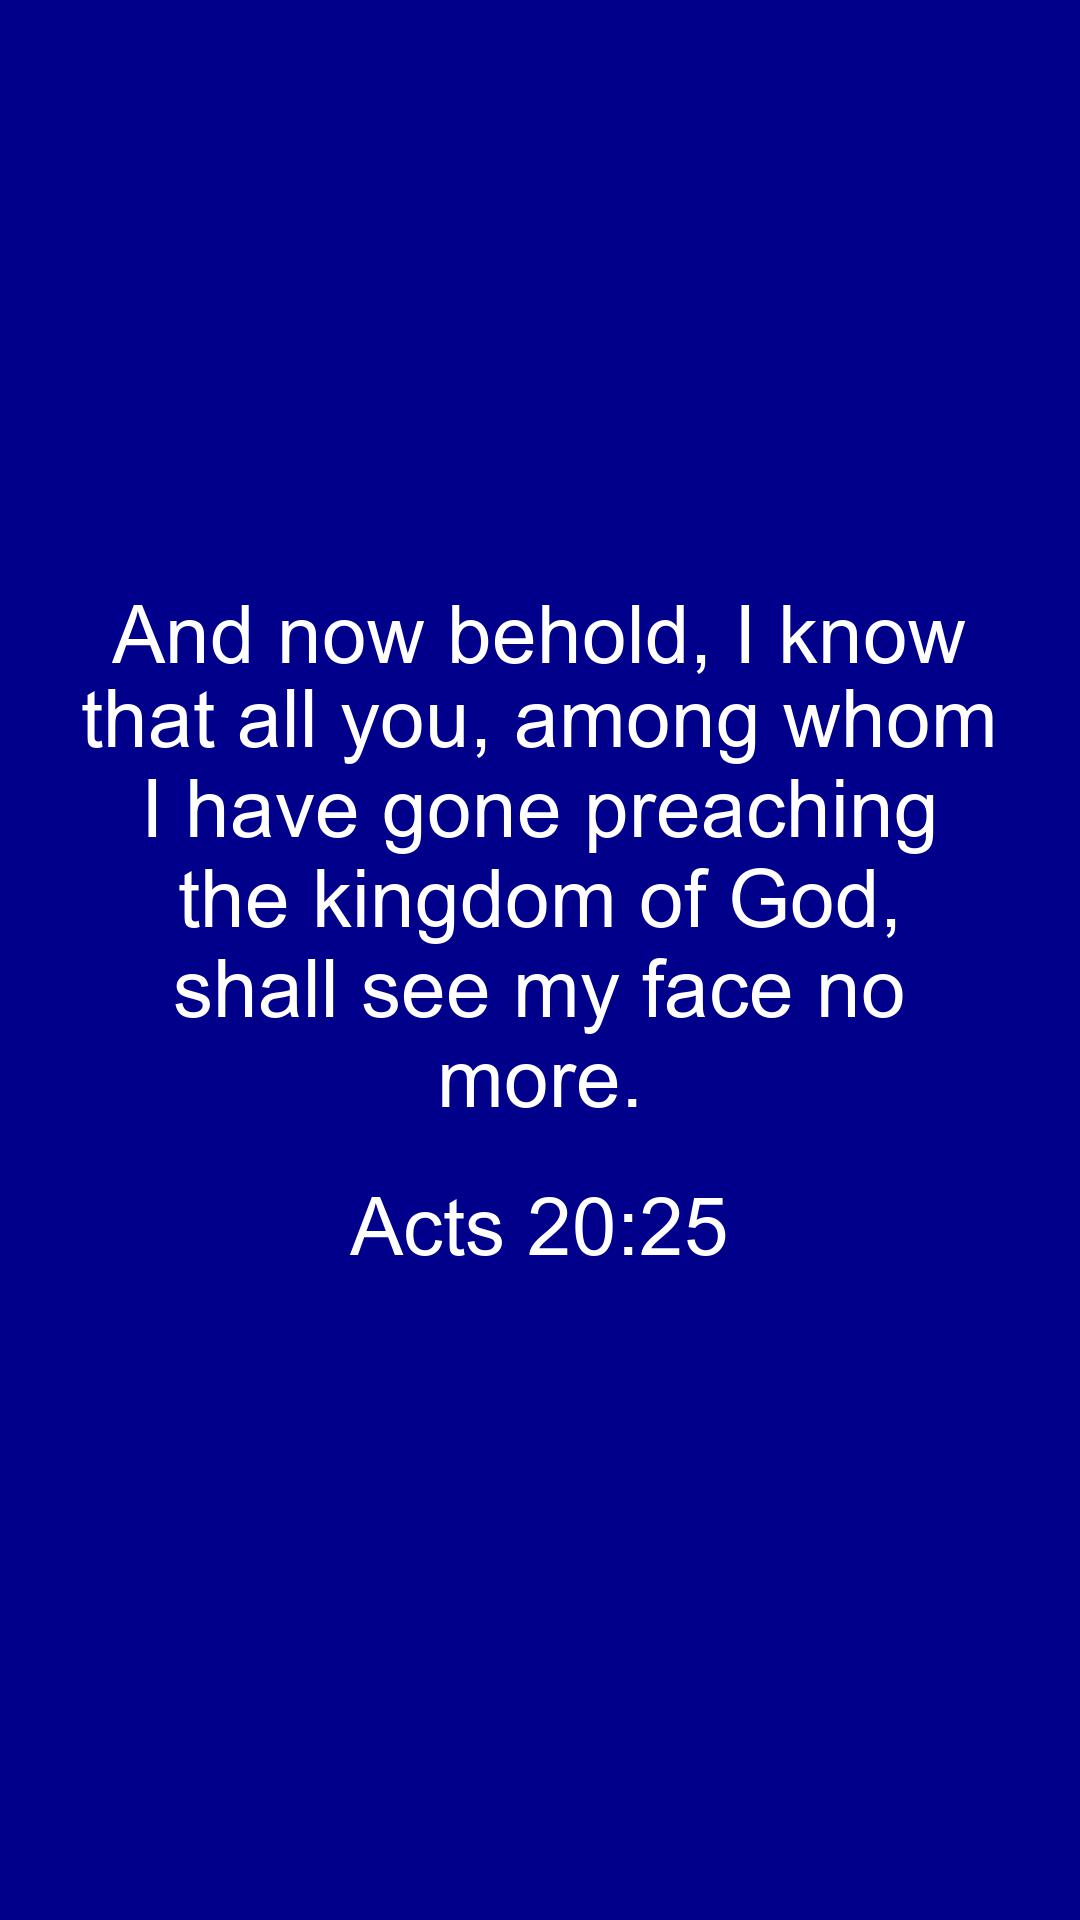 And now behold, I know
that all you, among whom
I have gone preaching
the kingdom of God,
shall see my face no
more.
Acts 20:25